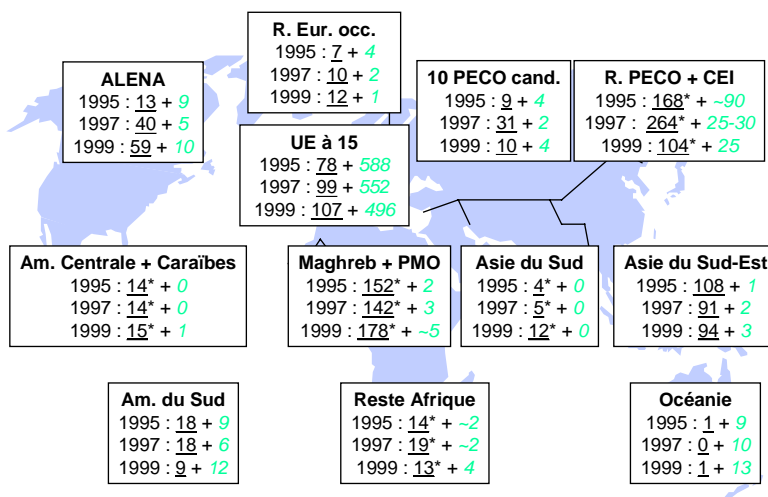 R. Eur. occ.
1995 : 7 + 4
1997 : 10 + 2
1999 : 12 + 1
ALENA
1995 : 13 + 9
1997 : 40 + 5
1999 : 59 + 10
10 PECO cand.
1995 : 9 + 4
1997 : 31 + 2
1999 : 10 + 4
R. PECO + CEI
1995 : 168* + ~90
1997 : 264* + 25-30
1999 : 104* + 25
UE à 15
1995 : 78 + 588
1997 : 99 + 552
1999 : 107 + 496
Am. Centrale + Caraïbes
1995 : 14* + 0
1997 : 14* + 0
1999 : 15* + 1
Maghreb + PMO
1995 : 152* + 2
1997 : 142* + 3
1999 : 178* + ~5
Asie du Sud
1995 : 4* + 0
1997 : 5* + 0
1999 : 12* + 0
Asie du Sud-Est
1995 : 108 + 1
1997 : 91 + 2
1999 : 94 + 3
Am. du Sud
1995 : 18 + 9
1997 : 18 + 6
1999 : 9 + 12
Reste Afrique
1995 : 14* + ~2
1997 : 19* + ~2
1999 : 13* + 4
Océanie
1995 : 1 + 9
1997 : 0 + 10
1999 : 1 + 13